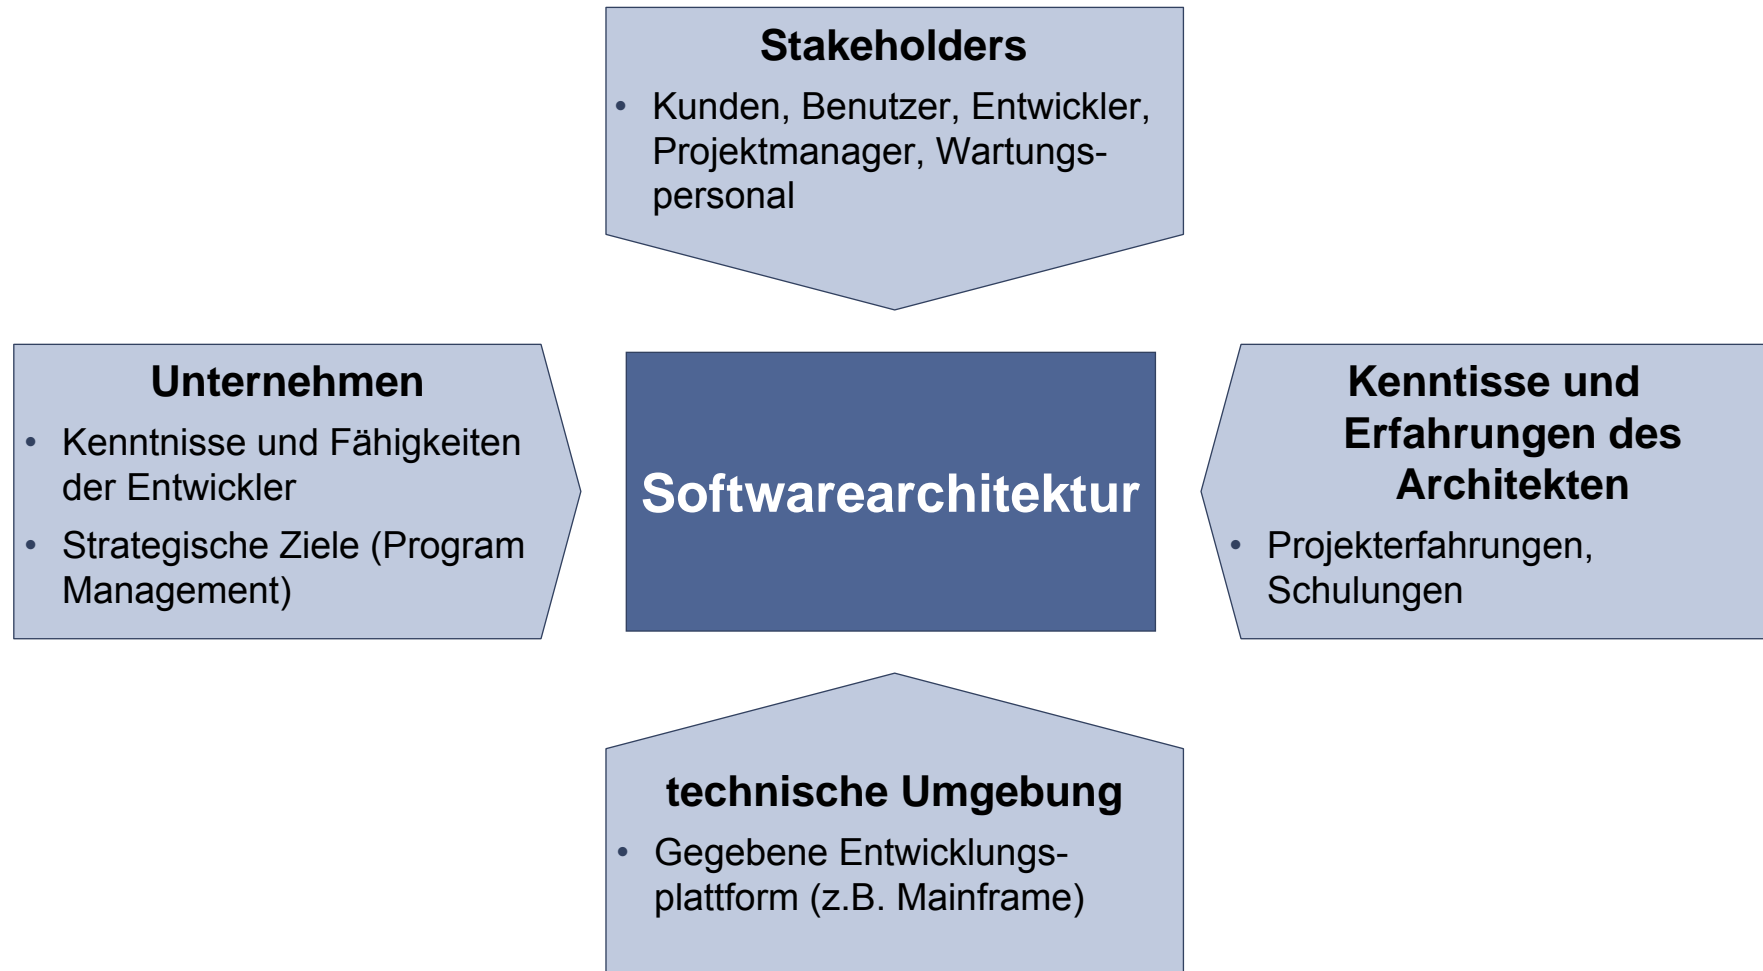 Stakeholders
• Kunden, Benutzer, Entwickler,
Projektmanager, Wartungs-
personal
Unternehmen
• Kenntnisse und Fähigkeiten
der Entwickler
• Strategische Ziele (Program
Management)
Softwarearchitektur
Kenntisse und
Erfahrungen des
Architekten
• Projekterfahrungen,
Schulungen
technische Umgebung
• Gegebene Entwicklungs-
plattform (z.B. Mainframe)